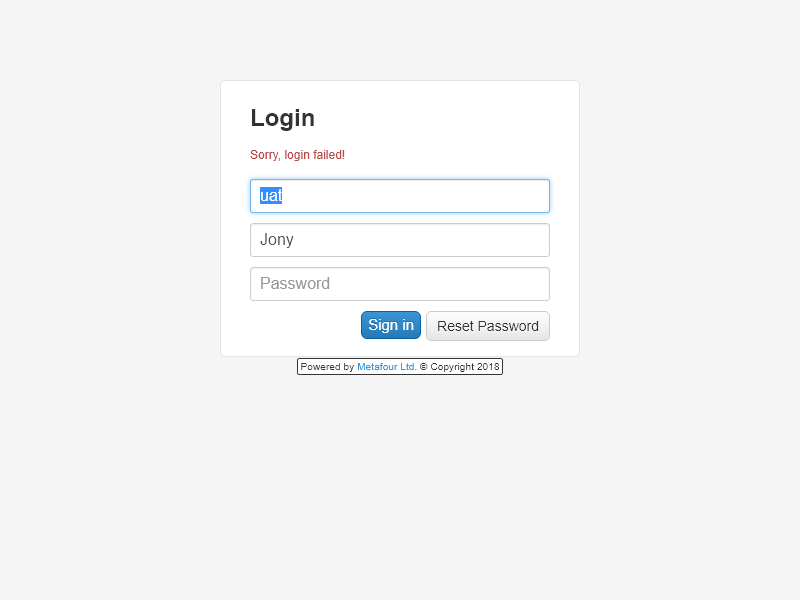 Login
Sorry, login failed!
uat
Jony
Password
Sign in
Reset Password
Powered by Metafour Ltd. © Copyright 2018